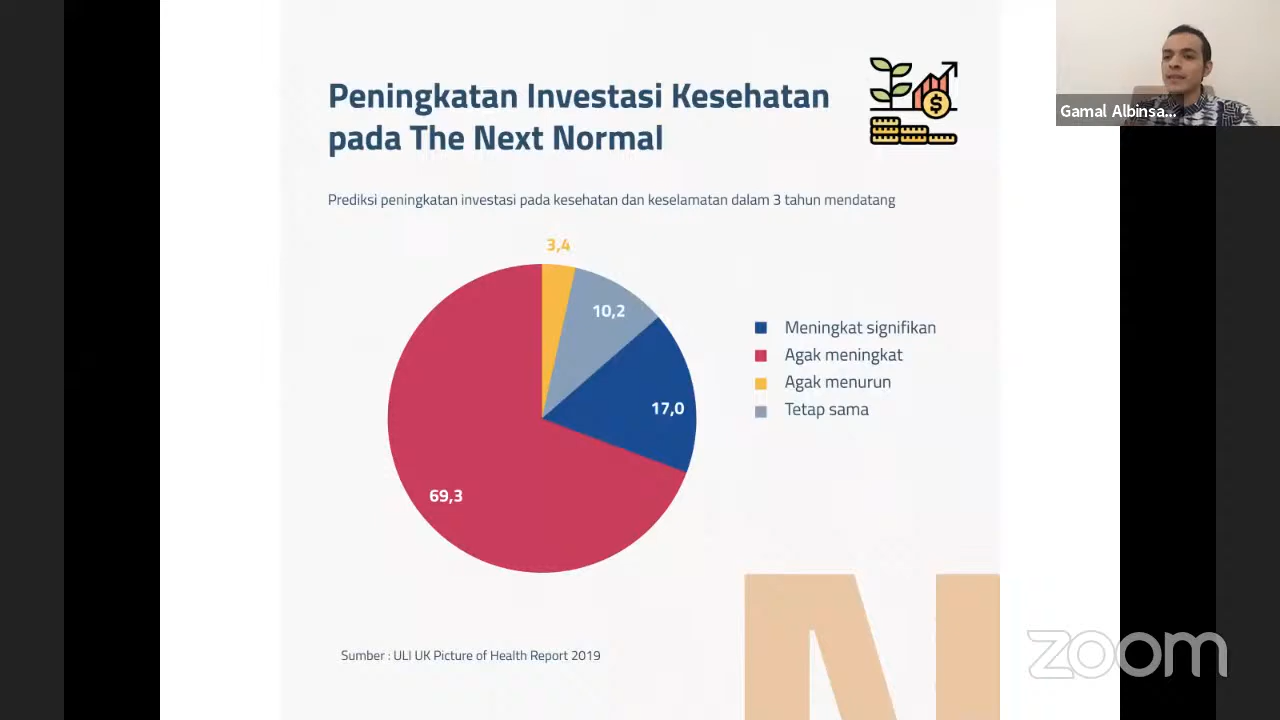 Peningkatan Investasi Kesehatan
pada The Next Normal
Gamal Albinsa...
Prediksi peningkatan investasi pada kesehatan dan keselamatan dalam 3 tahun mendatang
3,4
10,2
17,0
69,3
Meningkat signifikan
Agak meningkat
Agak menurun
Tetap sama
Sumber : ULI UK Picture of Health Report 2019
N
zoom